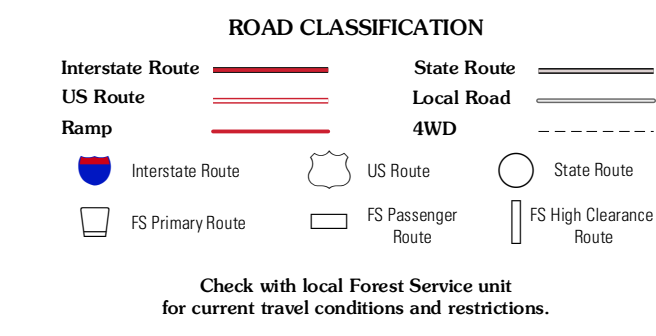 ROAD CLASSIFICATION
Interstate Route
State Route
US Route
Local Road
Ramp
4WD
Interstate Route
US Route
State Route
FS Primary Route
FS Passenger
Route
FS High Clearance
Route
Check with local Forest Service unit
for current travel conditions and restrictions.